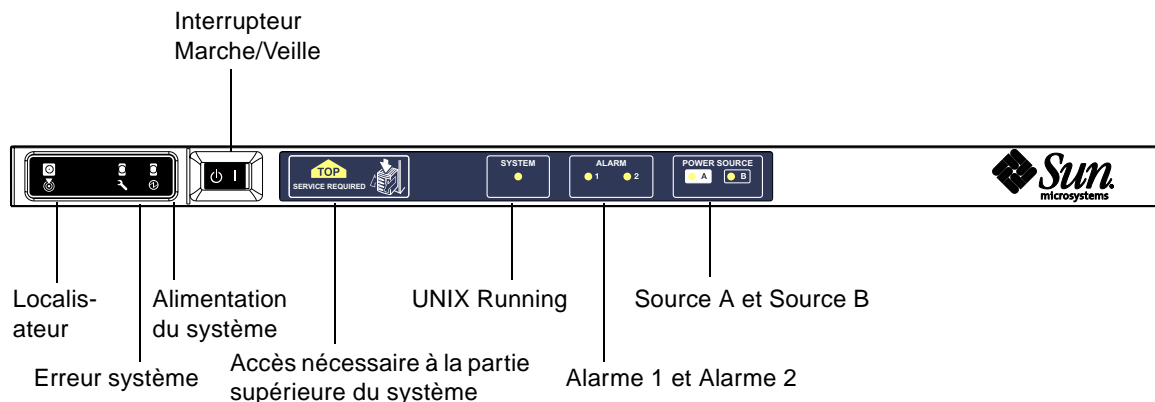 Interrupteur
Marche/Veille
TOP
SERVICE REQUIRED
SYSTEM
ALARM
1 2
POWER SOURCE
A B
Sun.
microsystems
Localis-
ateur
Alimentation
du système
UNIX Running
Source A et Source B
Erreur système
Accès nécessaire à la partie
supérieure du système
Alarme 1 et Alarme 2